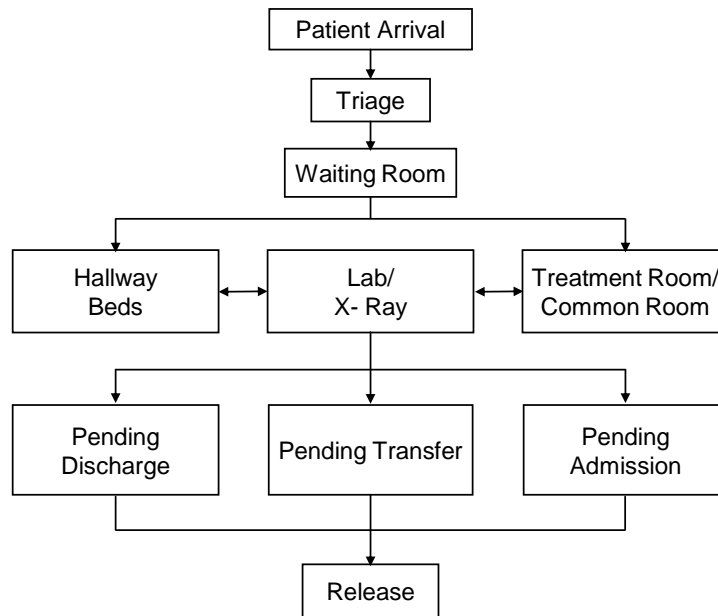 Patient Arrival
Triage
Waiting Room
Hallway
Beds
Lab/
X- Ray
Treatment Room/
Common Room
Pending
Discharge
Pending Transfer
Pending
Admission
Release